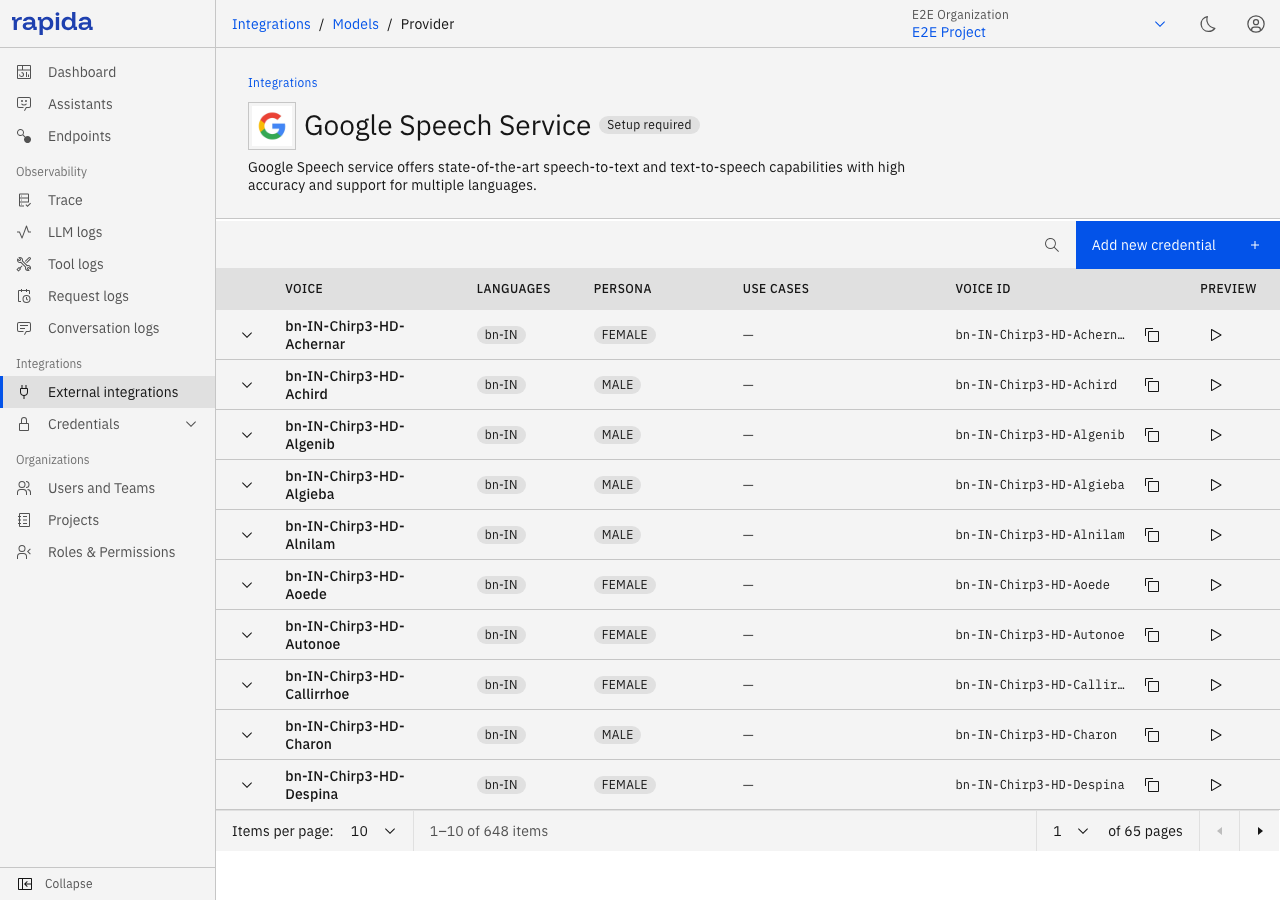 rapida
Integrations / Models / Provider
E2E Organization
E2E Project
Dashboard
Assistants
Endpoints
Observability
Trace
LLM logs
Tool logs
Request logs
Conversation logs
Integrations
External integrations
Credentials
Organizations
Users and Teams
Projects
Roles & Permissions
Collapse
Integrations
Google Speech Service Setup required
Google Speech service offers state-of-the-art speech-to-text and text-to-speech capabilities with high
accuracy and support for multiple languages.
Add new credential +
VOICE LANGUAGES PERSONA USE CASES VOICE ID PREVIEW
bn-IN-Chirp3-HD-
Achernar bn-IN FEMALE — bn-IN-Chirp3-HD-Achern…
bn-IN-Chirp3-HD-
Achird bn-IN MALE — bn-IN-Chirp3-HD-Achird
bn-IN-Chirp3-HD-
Algenib bn-IN MALE — bn-IN-Chirp3-HD-Algenib
bn-IN-Chirp3-HD-
Algieba bn-IN MALE — bn-IN-Chirp3-HD-Algieba
bn-IN-Chirp3-HD-
Alnilam bn-IN MALE — bn-IN-Chirp3-HD-Alnilam
bn-IN-Chirp3-HD-
Aoede bn-IN FEMALE — bn-IN-Chirp3-HD-Aoede
bn-IN-Chirp3-HD-
Autonoe bn-IN FEMALE — bn-IN-Chirp3-HD-Autonoe
bn-IN-Chirp3-HD-
Callirrhoe bn-IN FEMALE — bn-IN-Chirp3-HD-Callir…
bn-IN-Chirp3-HD-
Charon bn-IN MALE — bn-IN-Chirp3-HD-Charon
bn-IN-Chirp3-HD-
Despina bn-IN FEMALE — bn-IN-Chirp3-HD-Despina
Items per page: 10 1–10 of 648 items 1 of 65 pages